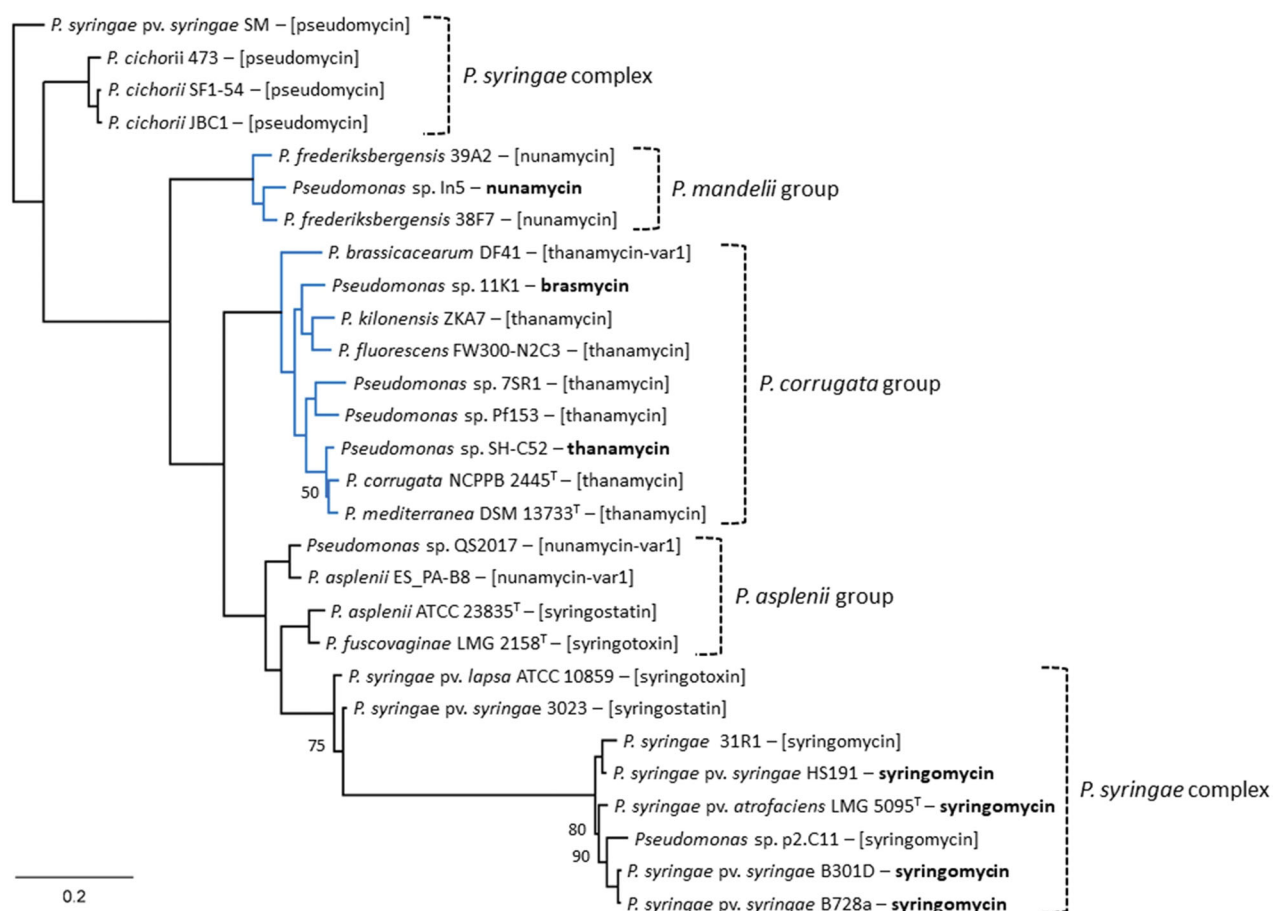 P. syringae pv. syringae SM – [pseudomycin]
P. cichorii 473 – [pseudomycin]
P. syringae complex
P. cichorii SF1-54 – [pseudomycin]
P. cichorii JBC1 – [pseudomycin]
P. frederiksbergensis 39A2 – [nunamycin]
Pseudomonas sp. In5 – nunamycin
P. mandelii group
P. frederiksbergensis 38F7 – [nunamycin]
P. brassicacearum DF41 – [thanamycin-var1]
Pseudomonas sp. 11K1 – brasmycin
P. kilonensis ZKA7 – [thanamycin]
P. fluorescens FW300-N2C3 – [thanamycin]
Pseudomonas sp. 7SR1 – [thanamycin]
P. corrugata group
Pseudomonas sp. Pf153 – [thanamycin]
Pseudomonas sp. SH-C52 – thanamycin
P. corrugata NCPPB 2445ᵀ – [thanamycin]
50
P. mediterranea DSM 13733ᵀ – [thanamycin]
Pseudomonas sp. QS2017 – [nunamycin-var1]
P. asplenii ES_PA-B8 – [nunamycin-var1]
P. asplenii group
P. asplenii ATCC 23835ᵀ – [syringostatin]
P. fuscovaginae LMG 2158ᵀ – [syringotoxin]
P. syringae pv. lapsa ATCC 10859 – [syringotoxin]
P. syringae pv. syringae 3023 – [syringostatin]
75
P. syringae 31R1 – [syringomycin]
P. syringae pv. syringae HS191 – syringomycin
P. syringae complex
P. syringae pv. atrofaciens LMG 5095ᵀ – syringomycin
80
Pseudomonas sp. p2.C11 – [syringomycin]
90
P. syringae pv. syringae B301D – syringomycin
P. syringae pv. syringae B728a – syringomycin
0.2